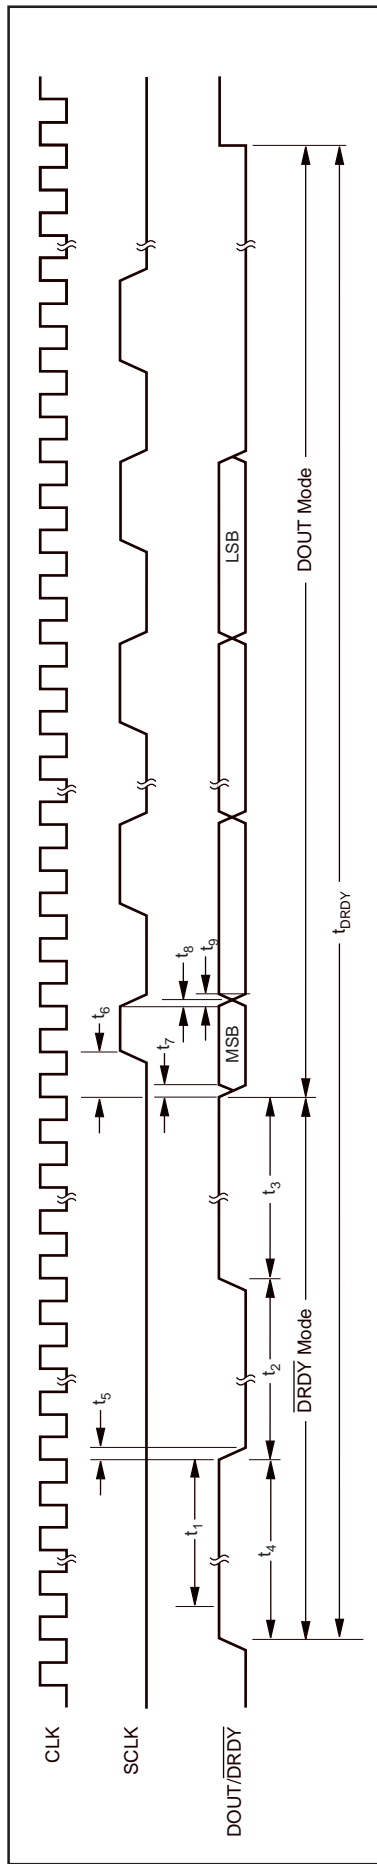 CLK
SCLK
DOUT/DRDY
t5
t6
t1
t7
t8
t9
MSB
LSB
t4
t2
t3
DRDY Mode
DOUT Mode
tDRDY